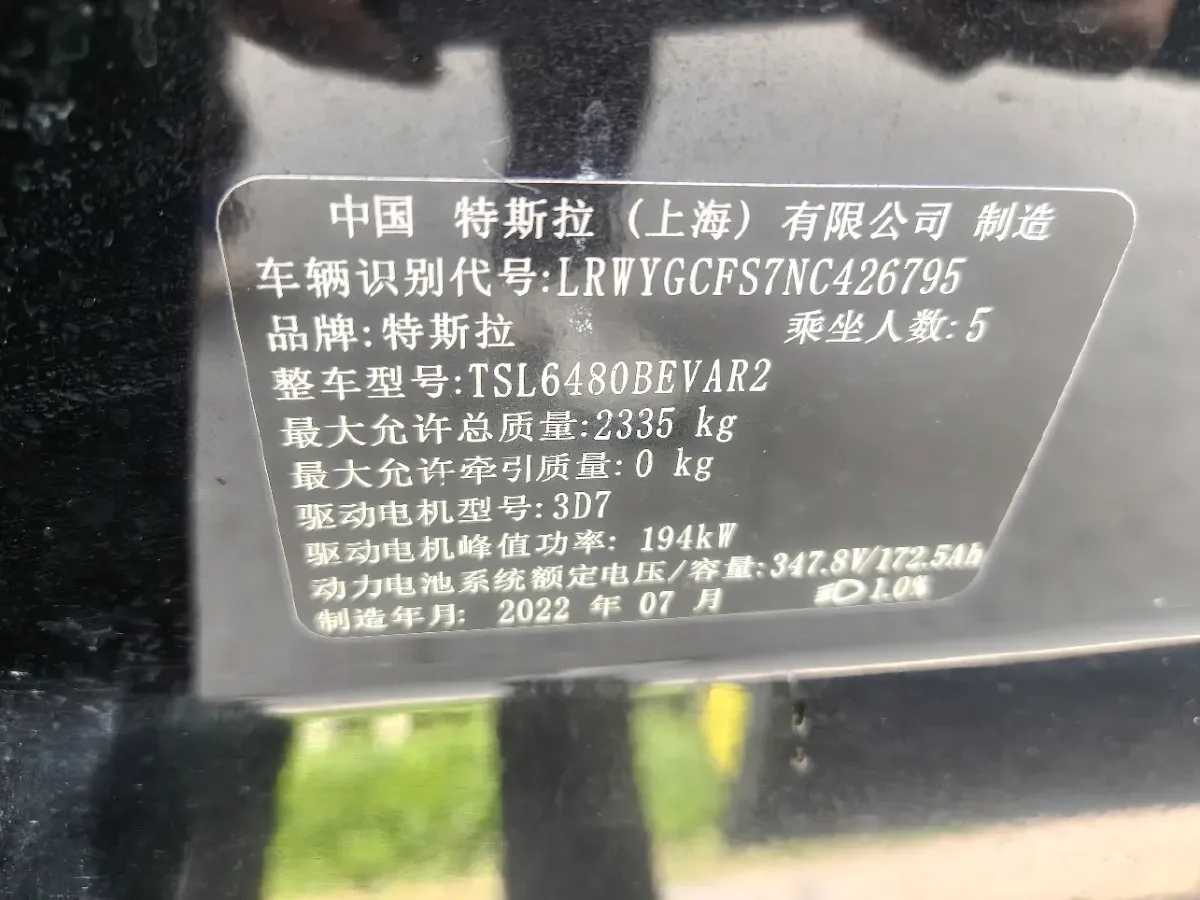 中国 特斯拉(上海)有限公司 制造
车辆识别代号:LRWYGCFS7NC426795
品牌:特斯拉 乘坐人数:5
整车型号:TSL6480BEVAR2
最大允许总质量:2335 kg
最大允许牵引质量:0 kg
驱动电机型号:3D7
驱动电机峰值功率: 194kW
动力电池系统额定电压/容量:347.8V/172.5Ah
制造年月: 2022 年 07 月 1.0%